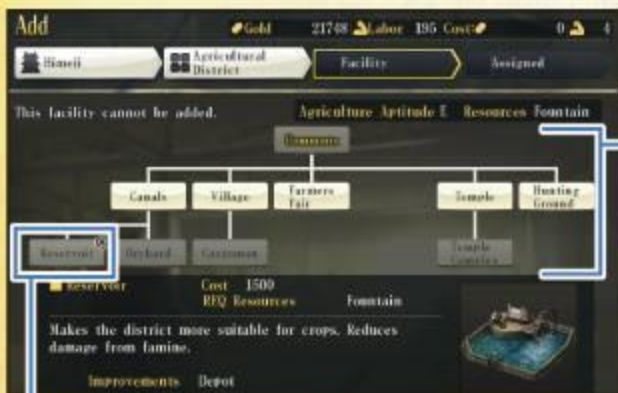 Add
Gold 21748 Labor 195 Cost 0 4
Himeji Agricultural District Facility Assigned
This facility cannot be added. Agriculture Aptitude E Resources Fountain
Canals Village Farmers Fair Temple Hunting Ground
Reservoir Orchard Temple Complex
Reservoir Cost 1500
REQ Resources Fountain
Makes the district more suitable for crops. Reduces
damage from famine.
Improvements Depot